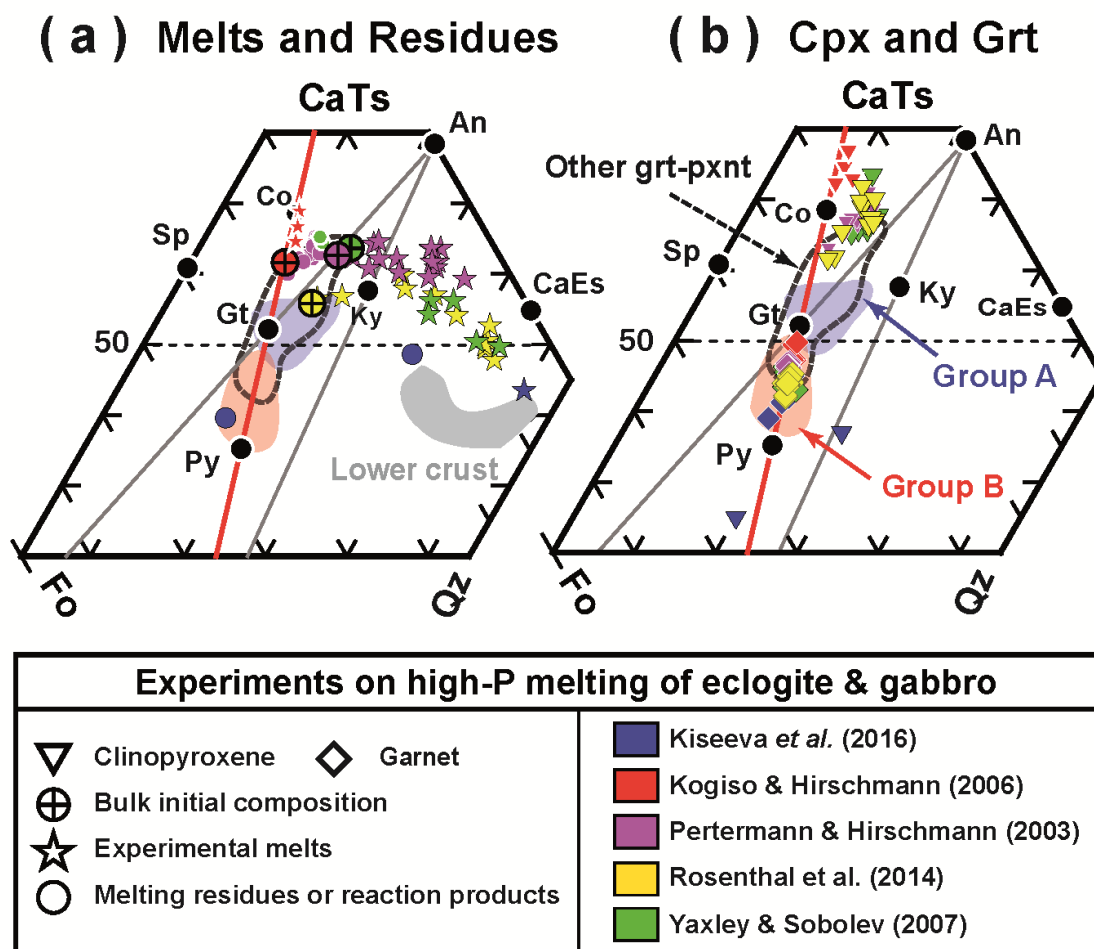 ( a ) Melts and Residues
CaTs
An
Co
Sp
CaEs
Gt
Ky
50
Py
Lower crust
Fo
Qz
( b ) Cpx and Grt
CaTs
An
Other grt-pxnt
Co
Sp
Ky
CaEs
Gt
50
Group A
Py
Group B
Fo
Qz
Experiments on high-P melting of eclogite & gabbro
Clinopyroxene
Garnet
Bulk initial composition
Experimental melts
Melting residues or reaction products
Kiseeva et al. (2016)
Kogiso & Hirschmann (2006)
Pertermann & Hirschmann (2003)
Rosenthal et al. (2014)
Yaxley & Sobolev (2007)